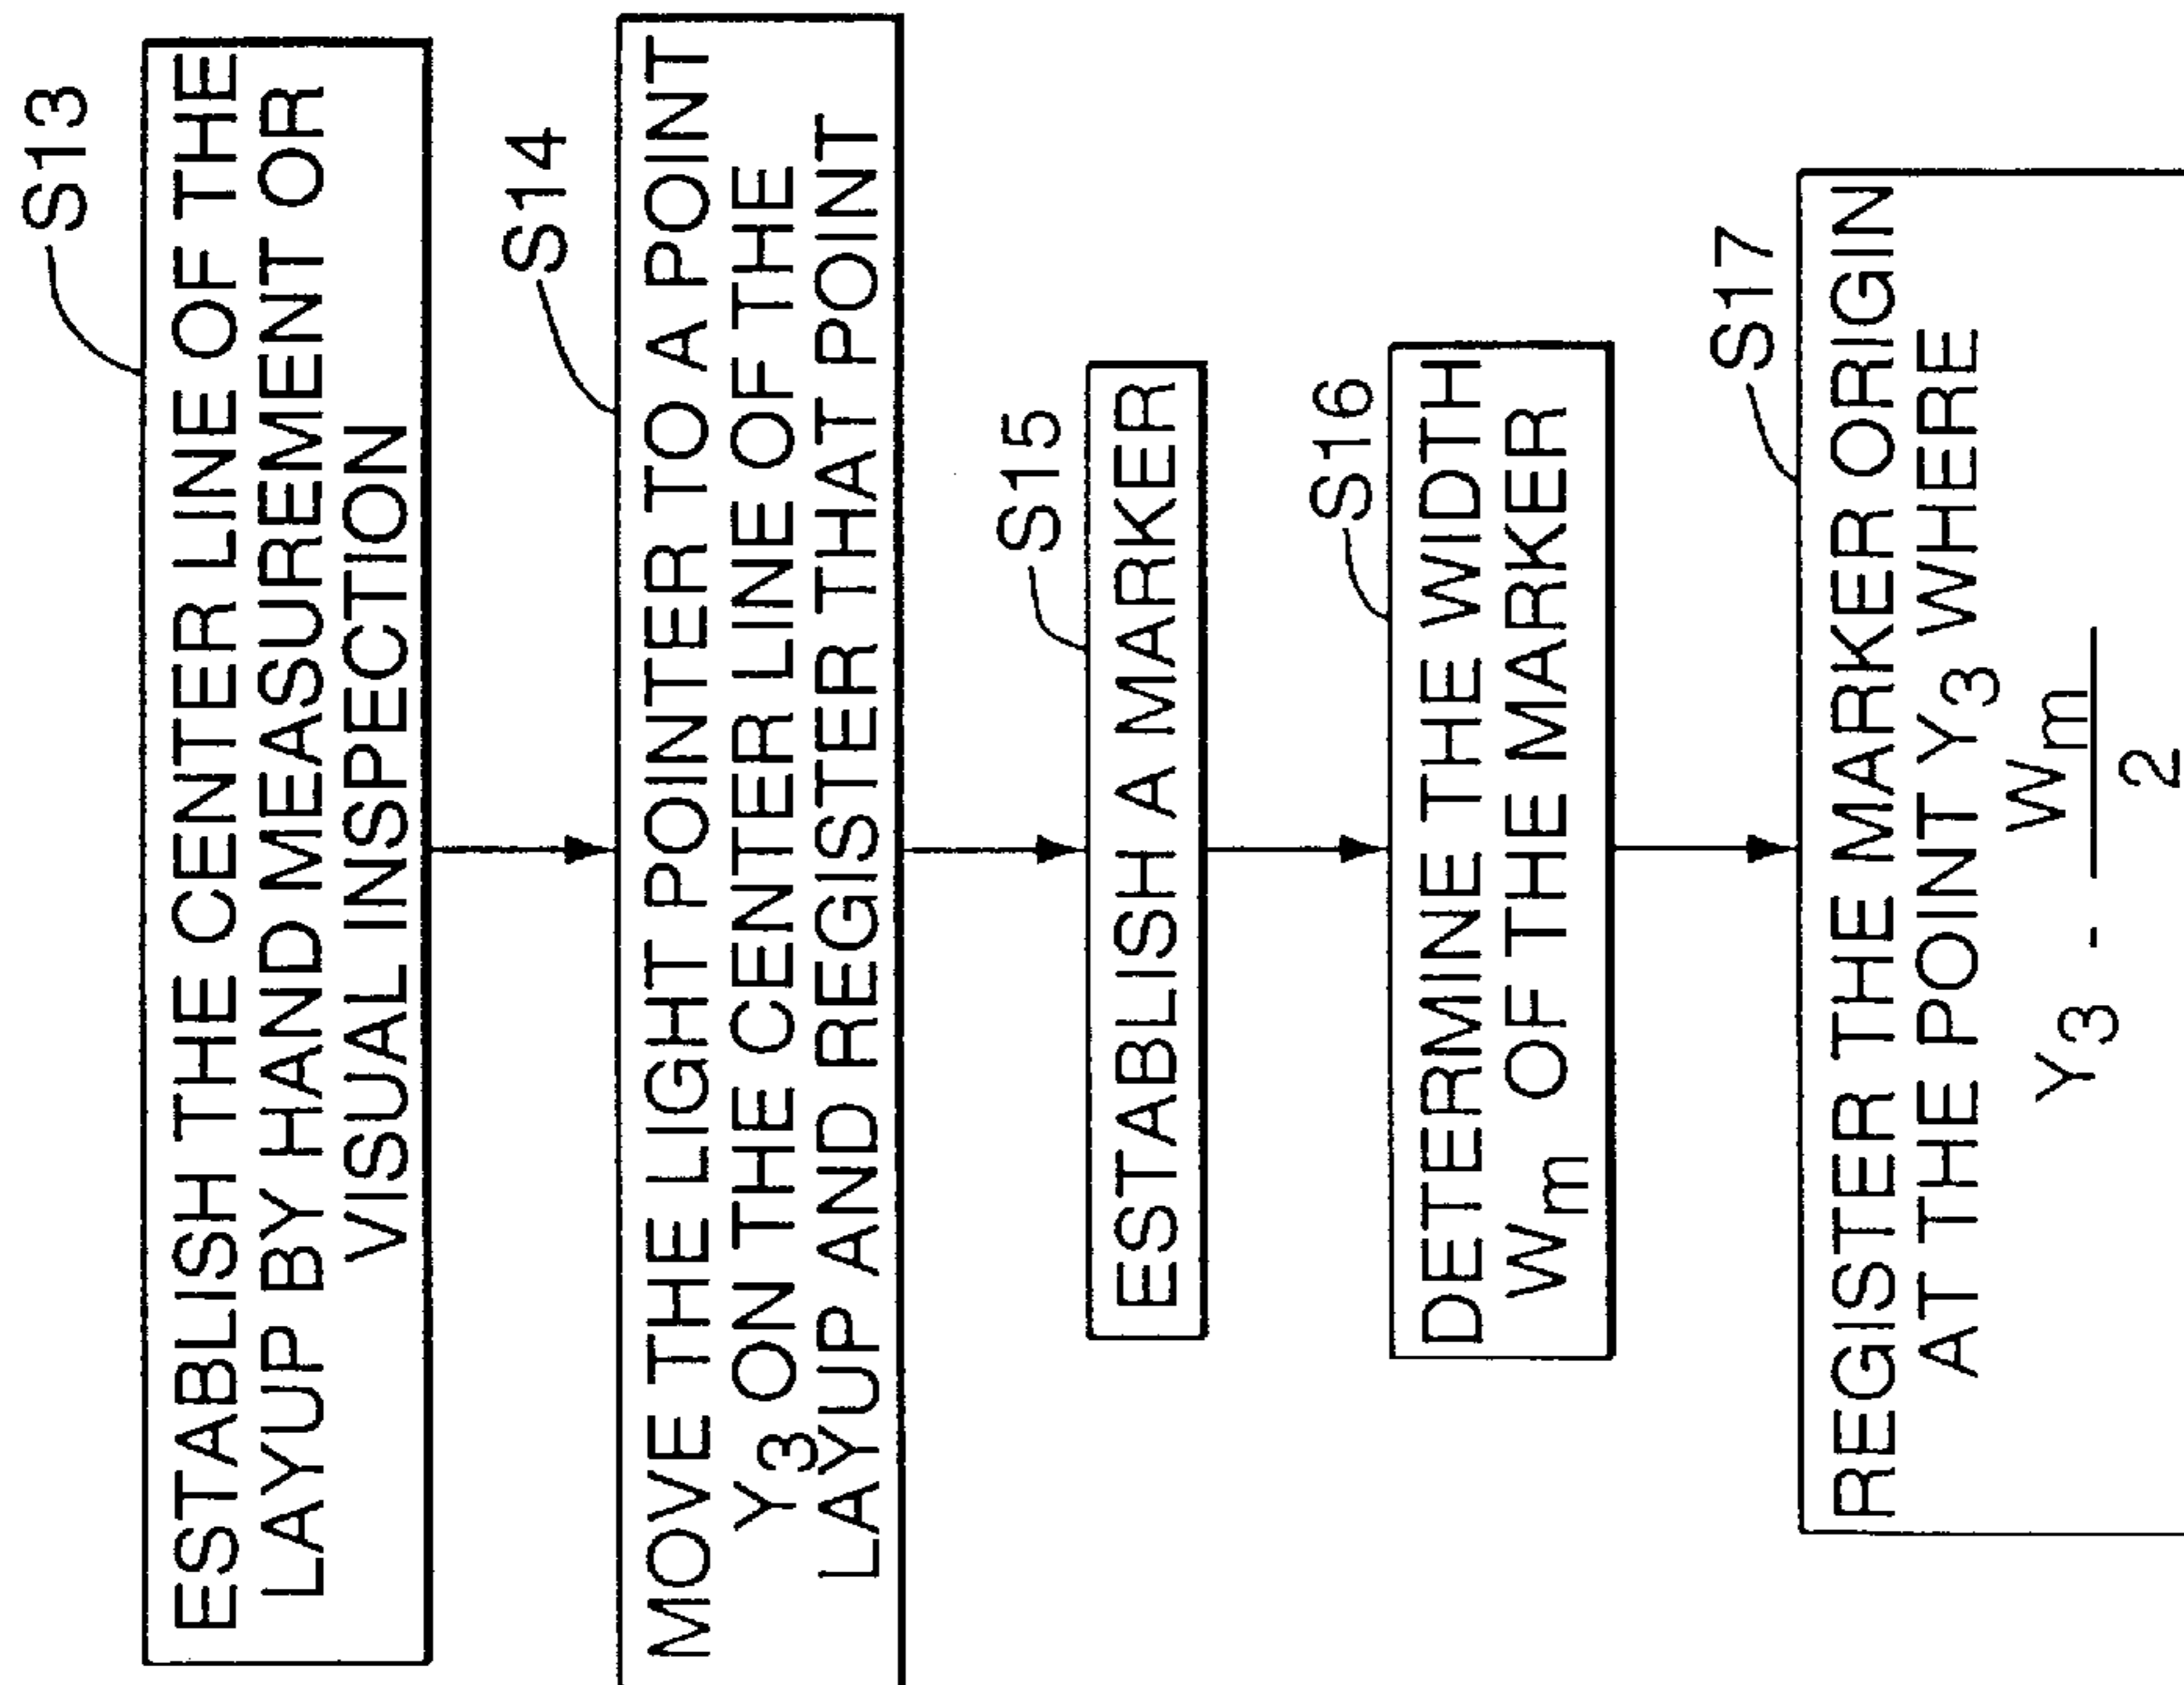 S13
ESTABLISH THE CENTER LINE OF THE
LAYUP BY HAND MEASUREMENT OR
VISUAL INSPECTION
S14
MOVE THE LIGHT POINTER TO A POINT
Y3 ON THE CENTER LINE OF THE
LAYUP AND REGISTER THAT POINT
S15
ESTABLISH A MARKER
S16
DETERMINE THE WIDTH
Wm OF THE MARKER
S17
REGISTER THE MARKER ORIGIN
AT THE POINT Y3 WHERE
Y3 - Wm
2